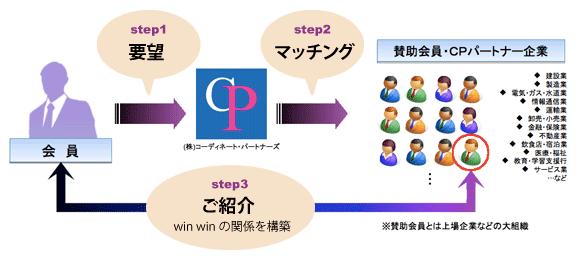 step1
要望
step2
マッチング
賛助会員・CPパートナー企業
◆ 建設業
◆ 製造業
◆ 電気・ガス・水道業
◆ 情報通信業
◆ 運輸業
◆ 卸売・小売業
◆ 金融・保険業
◆ 不動産業
◆ 飲食店・宿泊業
◆ 医療・福祉
◆ 教育・学習支援行
◆ サービス業
…など
CP
(株)コーディネート・パートナーズ
会 員
step3
ご紹介
win win の関係を構築
※賛助会員とは上場企業などの大組織